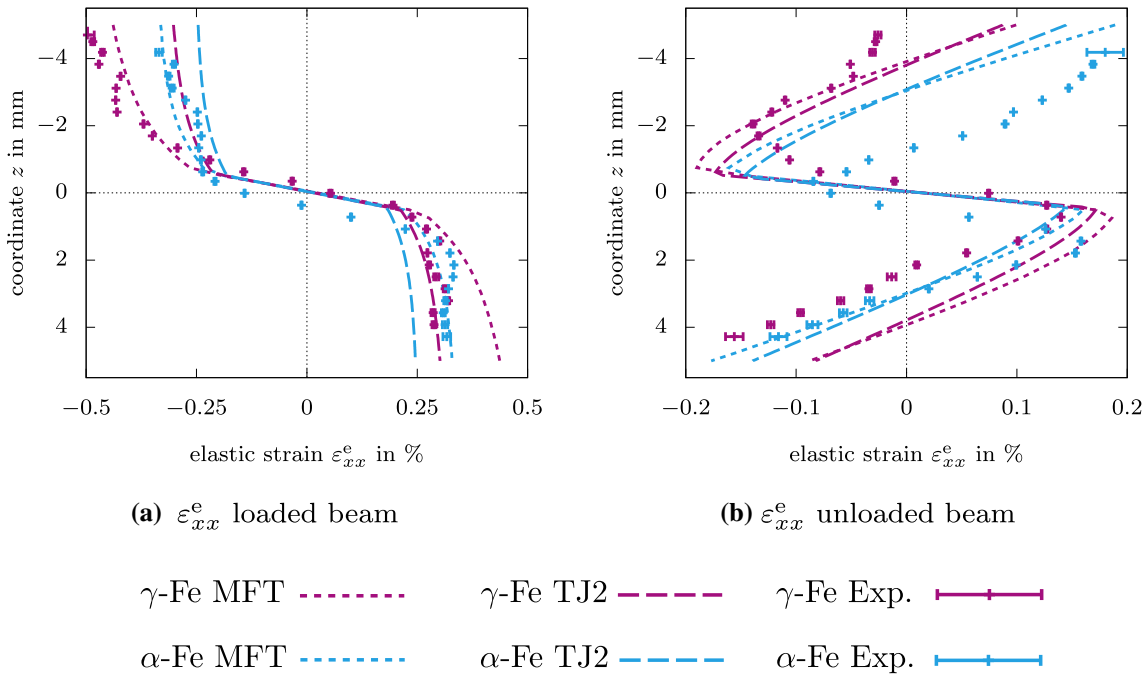 −4
−2
0
2
4
coordinate z in mm
−0.5 −0.25 0 0.25 0.5
elastic strain εᵉxx in %
(a) εᵉxx loaded beam
−4
−2
0
2
4
coordinate z in mm
−0.2 −0.1 0 0.1 0.2
elastic strain εᵉxx in %
(b) εᵉxx unloaded beam
γ-Fe MFT γ-Fe TJ2 γ-Fe Exp.
α-Fe MFT α-Fe TJ2 α-Fe Exp.